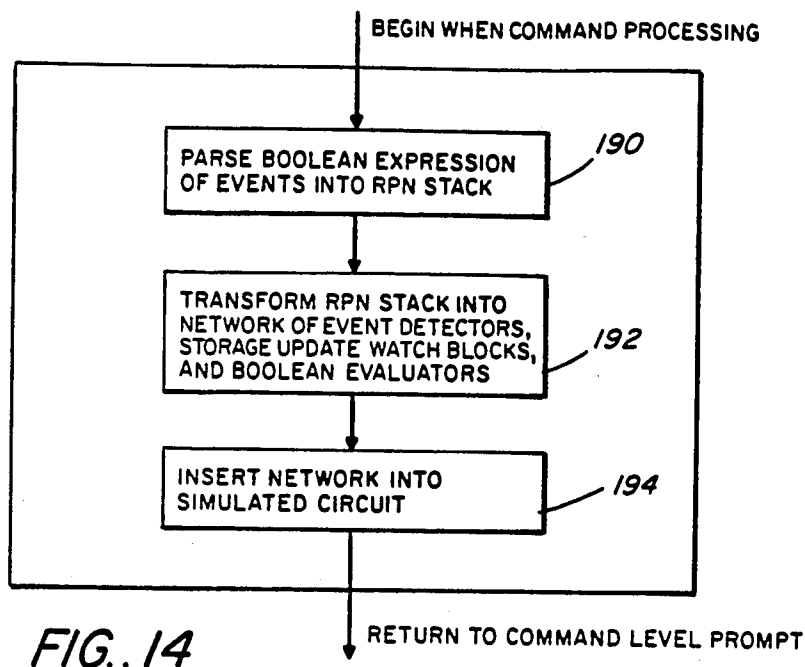 BEGIN WHEN COMMAND PROCESSING
PARSE BOOLEAN EXPRESSION
OF EVENTS INTO RPN STACK
190
TRANSFORM RPN STACK INTO
NETWORK OF EVENT DETECTORS,
STORAGE UPDATE WATCH BLOCKS,
AND BOOLEAN EVALUATORS
192
INSERT NETWORK INTO
SIMULATED CIRCUIT
194
RETURN TO COMMAND LEVEL PROMPT
FIG..14